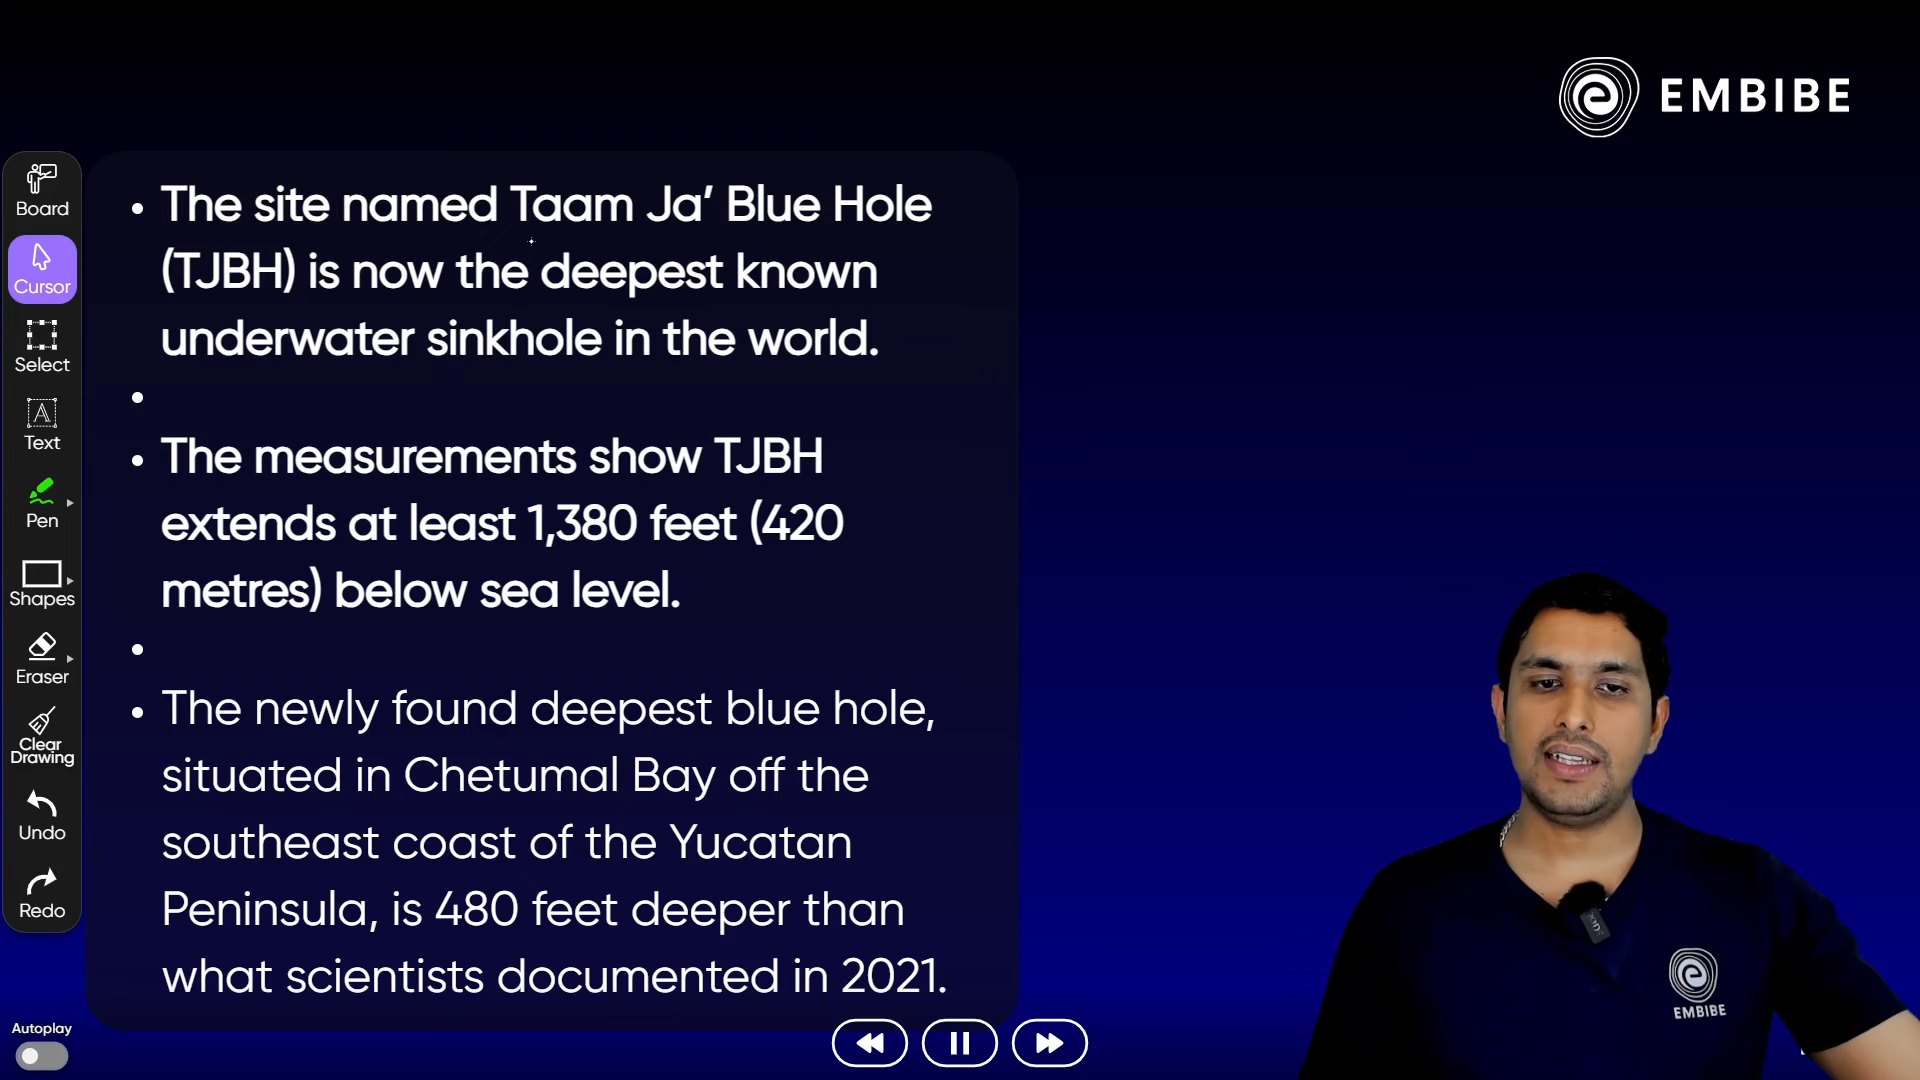 EMBIBE
Board
Cursor
Select
Text
Pen
Shapes
Eraser
Clear
Drawing
Undo
Redo
Autoplay
• The site named Taam Ja’ Blue Hole
(TJBH) is now the deepest known
underwater sinkhole in the world.
•
• The measurements show TJBH
extends at least 1,380 feet (420
metres) below sea level.
•
• The newly found deepest blue hole,
situated in Chetumal Bay off the
southeast coast of the Yucatan
Peninsula, is 480 feet deeper than
what scientists documented in 2021.
EMBIBE